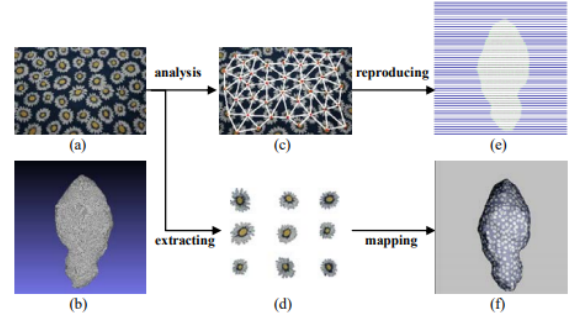 analysis
reproducing
(a)
(c)
(e)
extracting
mapping
(b)
(d)
(f)